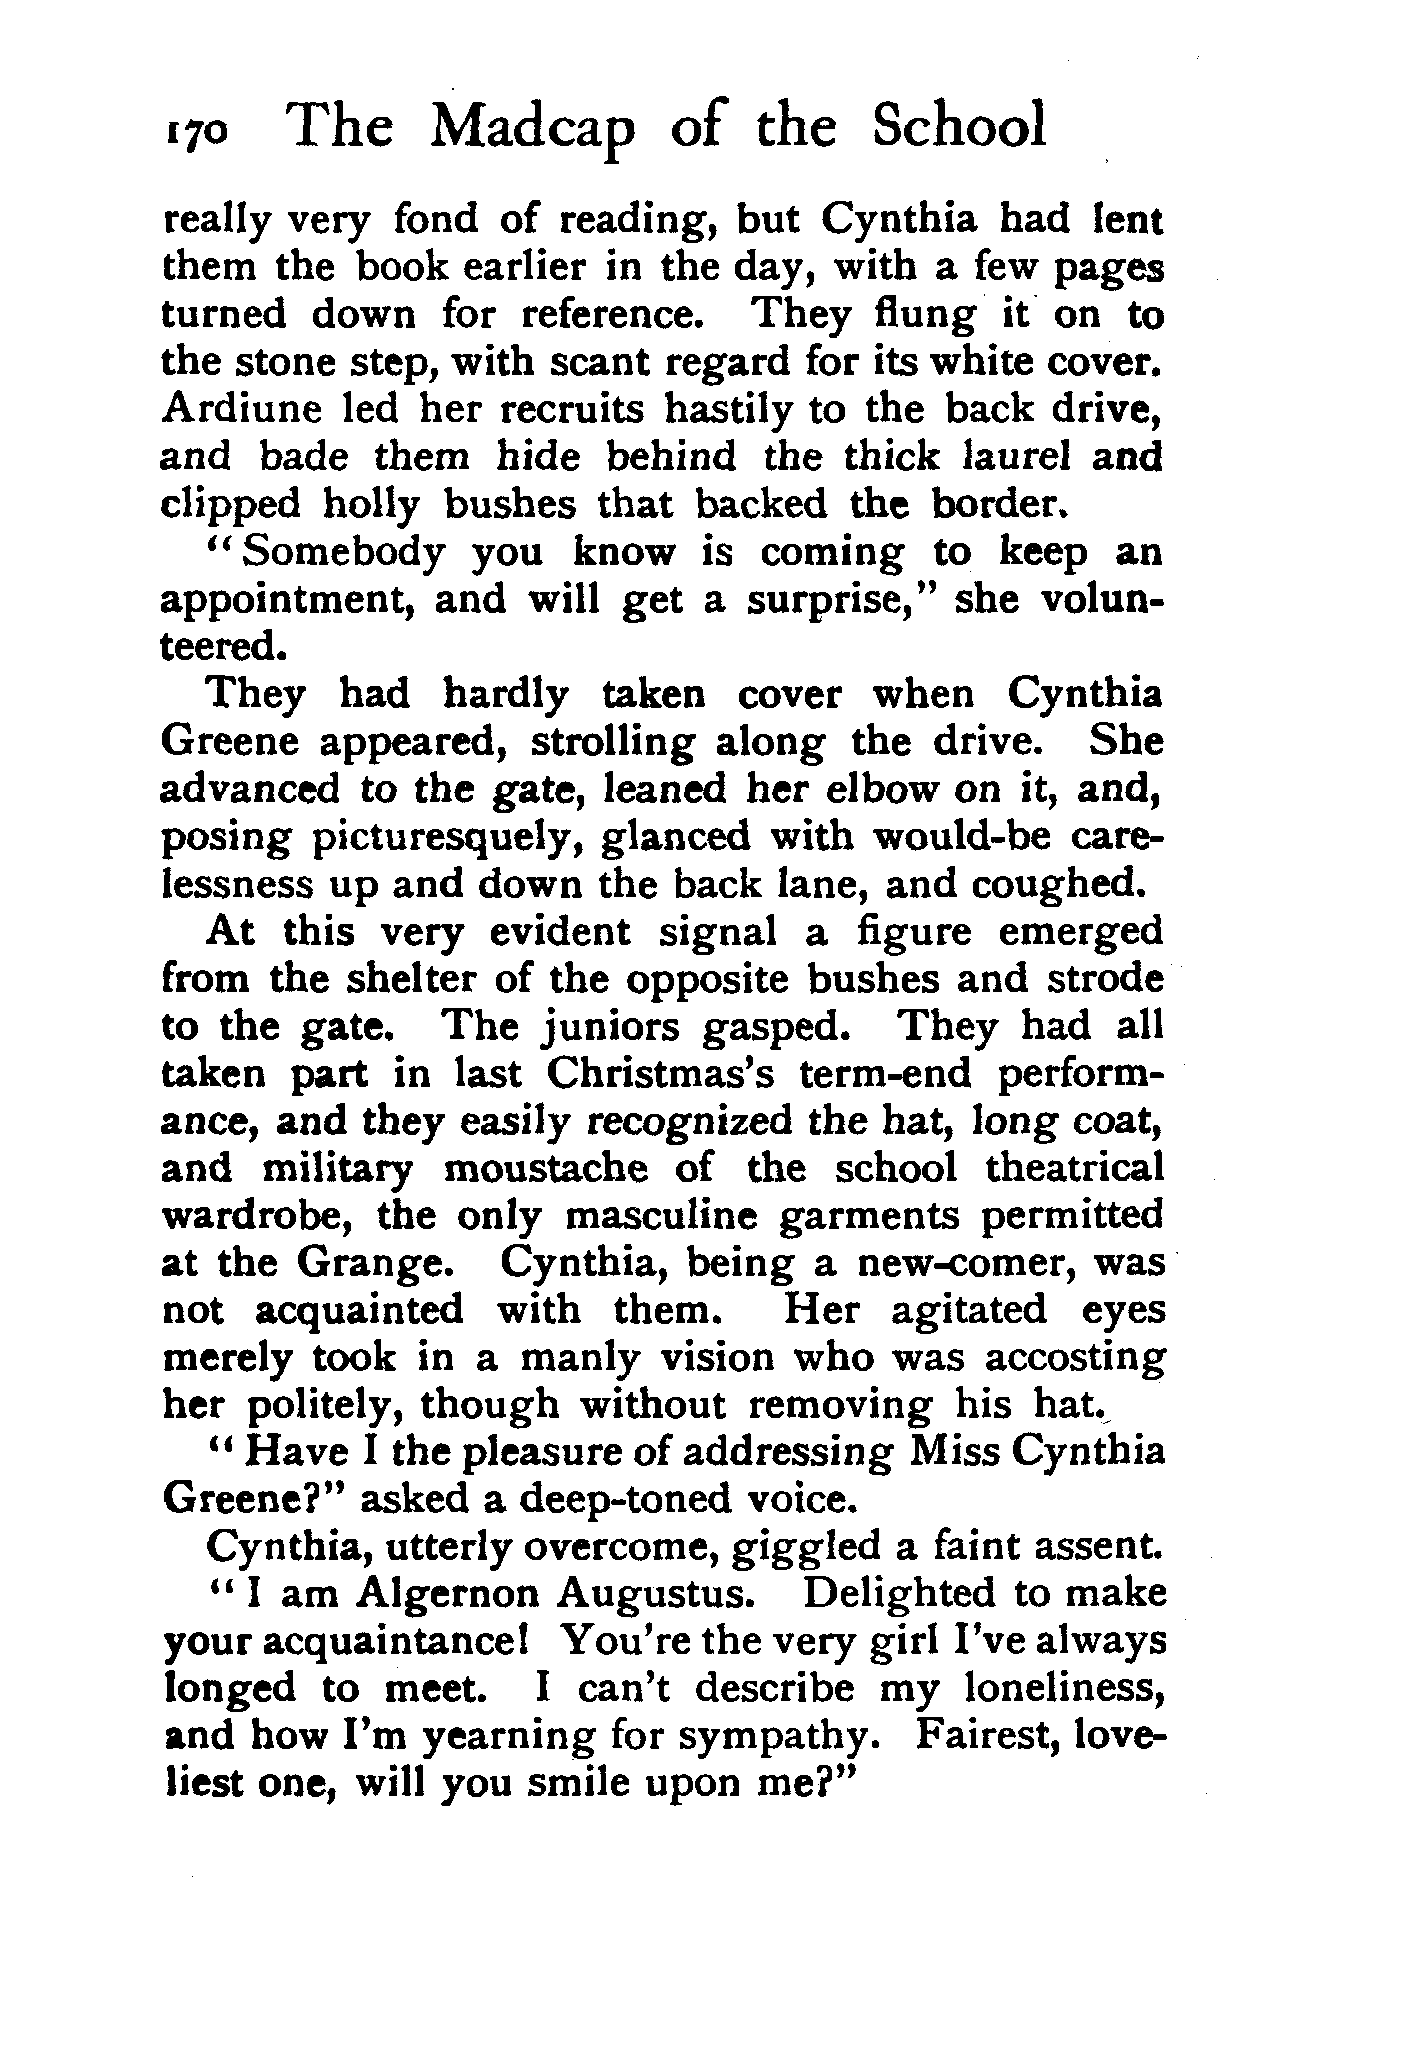 170 The Madcap of the School
really very fond of reading, but Cynthia had lent
them the book earlier in the day, with a few pages
turned down for reference. They flung it on to
the stone step, with scant regard for its white cover.
Ardiune led her recruits hastily to the back drive,
and bade them hide behind the thick laurel and
clipped holly bushes that backed the border.
“Somebody you know is coming to keep an
appointment, and will get a surprise,” she volun-
teered.
They had hardly taken cover when Cynthia
Greene appeared, strolling along the drive. She
advanced to the gate, leaned her elbow on it, and,
posing picturesquely, glanced with would-be care-
lessness up and down the back lane, and coughed.
At this very evident signal a figure emerged
from the shelter of the opposite bushes and strode
to the gate. The juniors gasped. They had all
taken part in last Christmas’s term-end perform-
ance, and they easily recognized the hat, long coat,
and military moustache of the school theatrical
wardrobe, the only masculine garments permitted
at the Grange. Cynthia, being a new-comer, was
not acquainted with them. Her agitated eyes
merely took in a manly vision who was accosting
her politely, though without removing his hat.
“Have I the pleasure of addressing Miss Cynthia
Greene?” asked a deep-toned voice.
Cynthia, utterly overcome, giggled a faint assent.
“I am Algernon Augustus. Delighted to make
your acquaintance! You’re the very girl I’ve always
longed to meet. I can’t describe my loneliness,
and how I’m yearning for sympathy. Fairest, love-
liest one, will you smile upon me?”